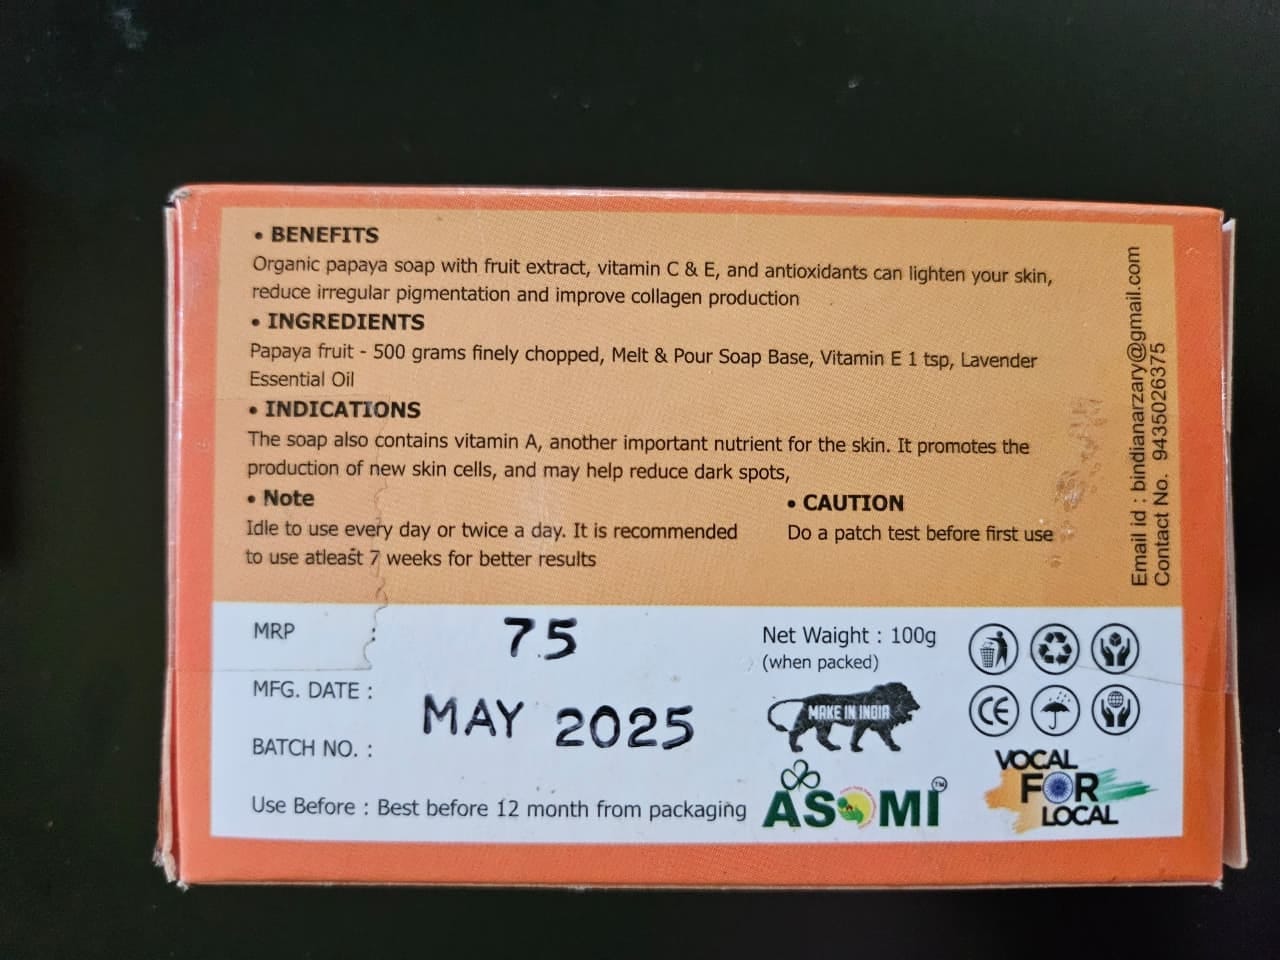 • BENEFITS
Organic papaya soap with fruit extract, vitamin C & E, and antioxidants can lighten your skin,
reduce irregular pigmentation and improve collagen production
• INGREDIENTS
Papaya fruit - 500 grams finely chopped, Melt & Pour Soap Base, Vitamin E 1 tsp, Lavender
Essential Oil
• INDICATIONS
The soap also contains vitamin A, another important nutrient for the skin. It promotes the
production of new skin cells, and may help reduce dark spots,
• Note
Idle to use every day or twice a day. It is recommended
to use atleast 7 weeks for better results
• CAUTION
Do a patch test before first use
Email id : bindianarzary@gmail.com
Contact No. 9435026375
MRP : 75
MFG. DATE : MAY 2025
BATCH NO. :
Use Before : Best before 12 month from packaging
Net Waight : 100g
(when packed)
MAKE IN INDIA
CE
ASOMI™
VOCAL
FOR
LOCAL